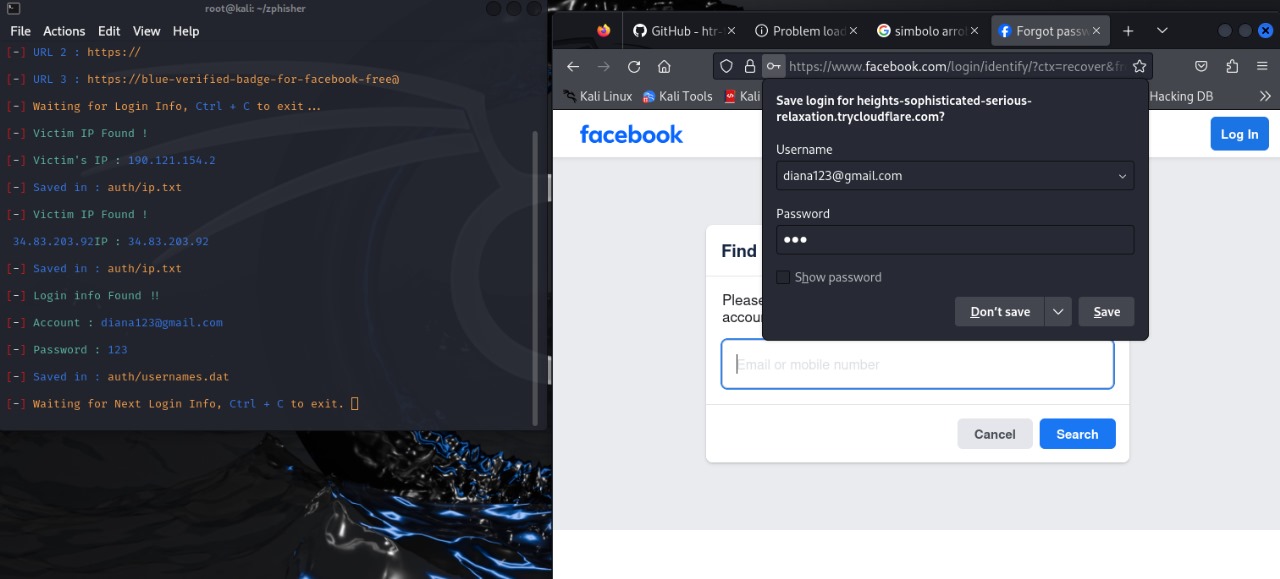 root@kali: ~/zphisher
File Actions Edit View Help
[-] URL 2 : https://
[-] URL 3 : https://blue-verified-badge-for-facebook-free@
[-] Waiting for Login Info, Ctrl + C to exit...
[-] Victim IP Found !
[-] Victim's IP : 190.121.154.2
[-] Saved in : auth/ip.txt
[-] Victim IP Found !
34.83.203.92IP : 34.83.203.92
[-] Saved in : auth/ip.txt
[-] Login info Found !!
[-] Account : diana123@gmail.com
[-] Password : 123
[-] Saved in : auth/usernames.dat
[-] Waiting for Next Login Info, Ctrl + C to exit.
GitHub - htr-
Problem load
simbolo arrob
Forgot passw
https://www.facebook.com/login/identify/?ctx=recover&fr
Kali Linux
Kali Tools
Kali
Hacking DB
facebook
Log In
Save login for heights-sophisticated-serious-
relaxation.trycloudflare.com?
Username
diana123@gmail.com
Password
•••
Show password
Don't save
Save
Find
Please
accou
Email or mobile number
Cancel
Search